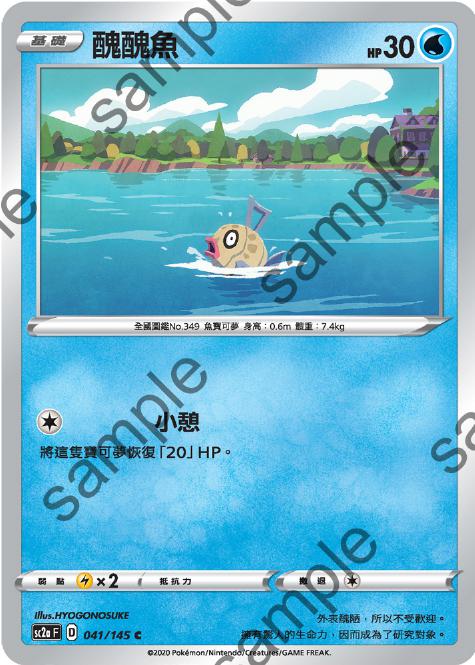 基礎 醜醜魚 HP30
全國圖鑑No.349 魚寶可夢 身高：0.6m 體重：7.4kg
小憩
將這隻寶可夢恢復「20」HP。
弱點 ×2 抵抗力 撤退
illus.HYOGONOSUKE
sc2a F D 041/145 C
外表醜陋，所以不受歡迎。
擁有驚人的生命力，因而成為了研究對象。
©2020 Pokémon/Nintendo/Creatures/GAME FREAK.
sample
sample
sample
sample
sample
sample
sample